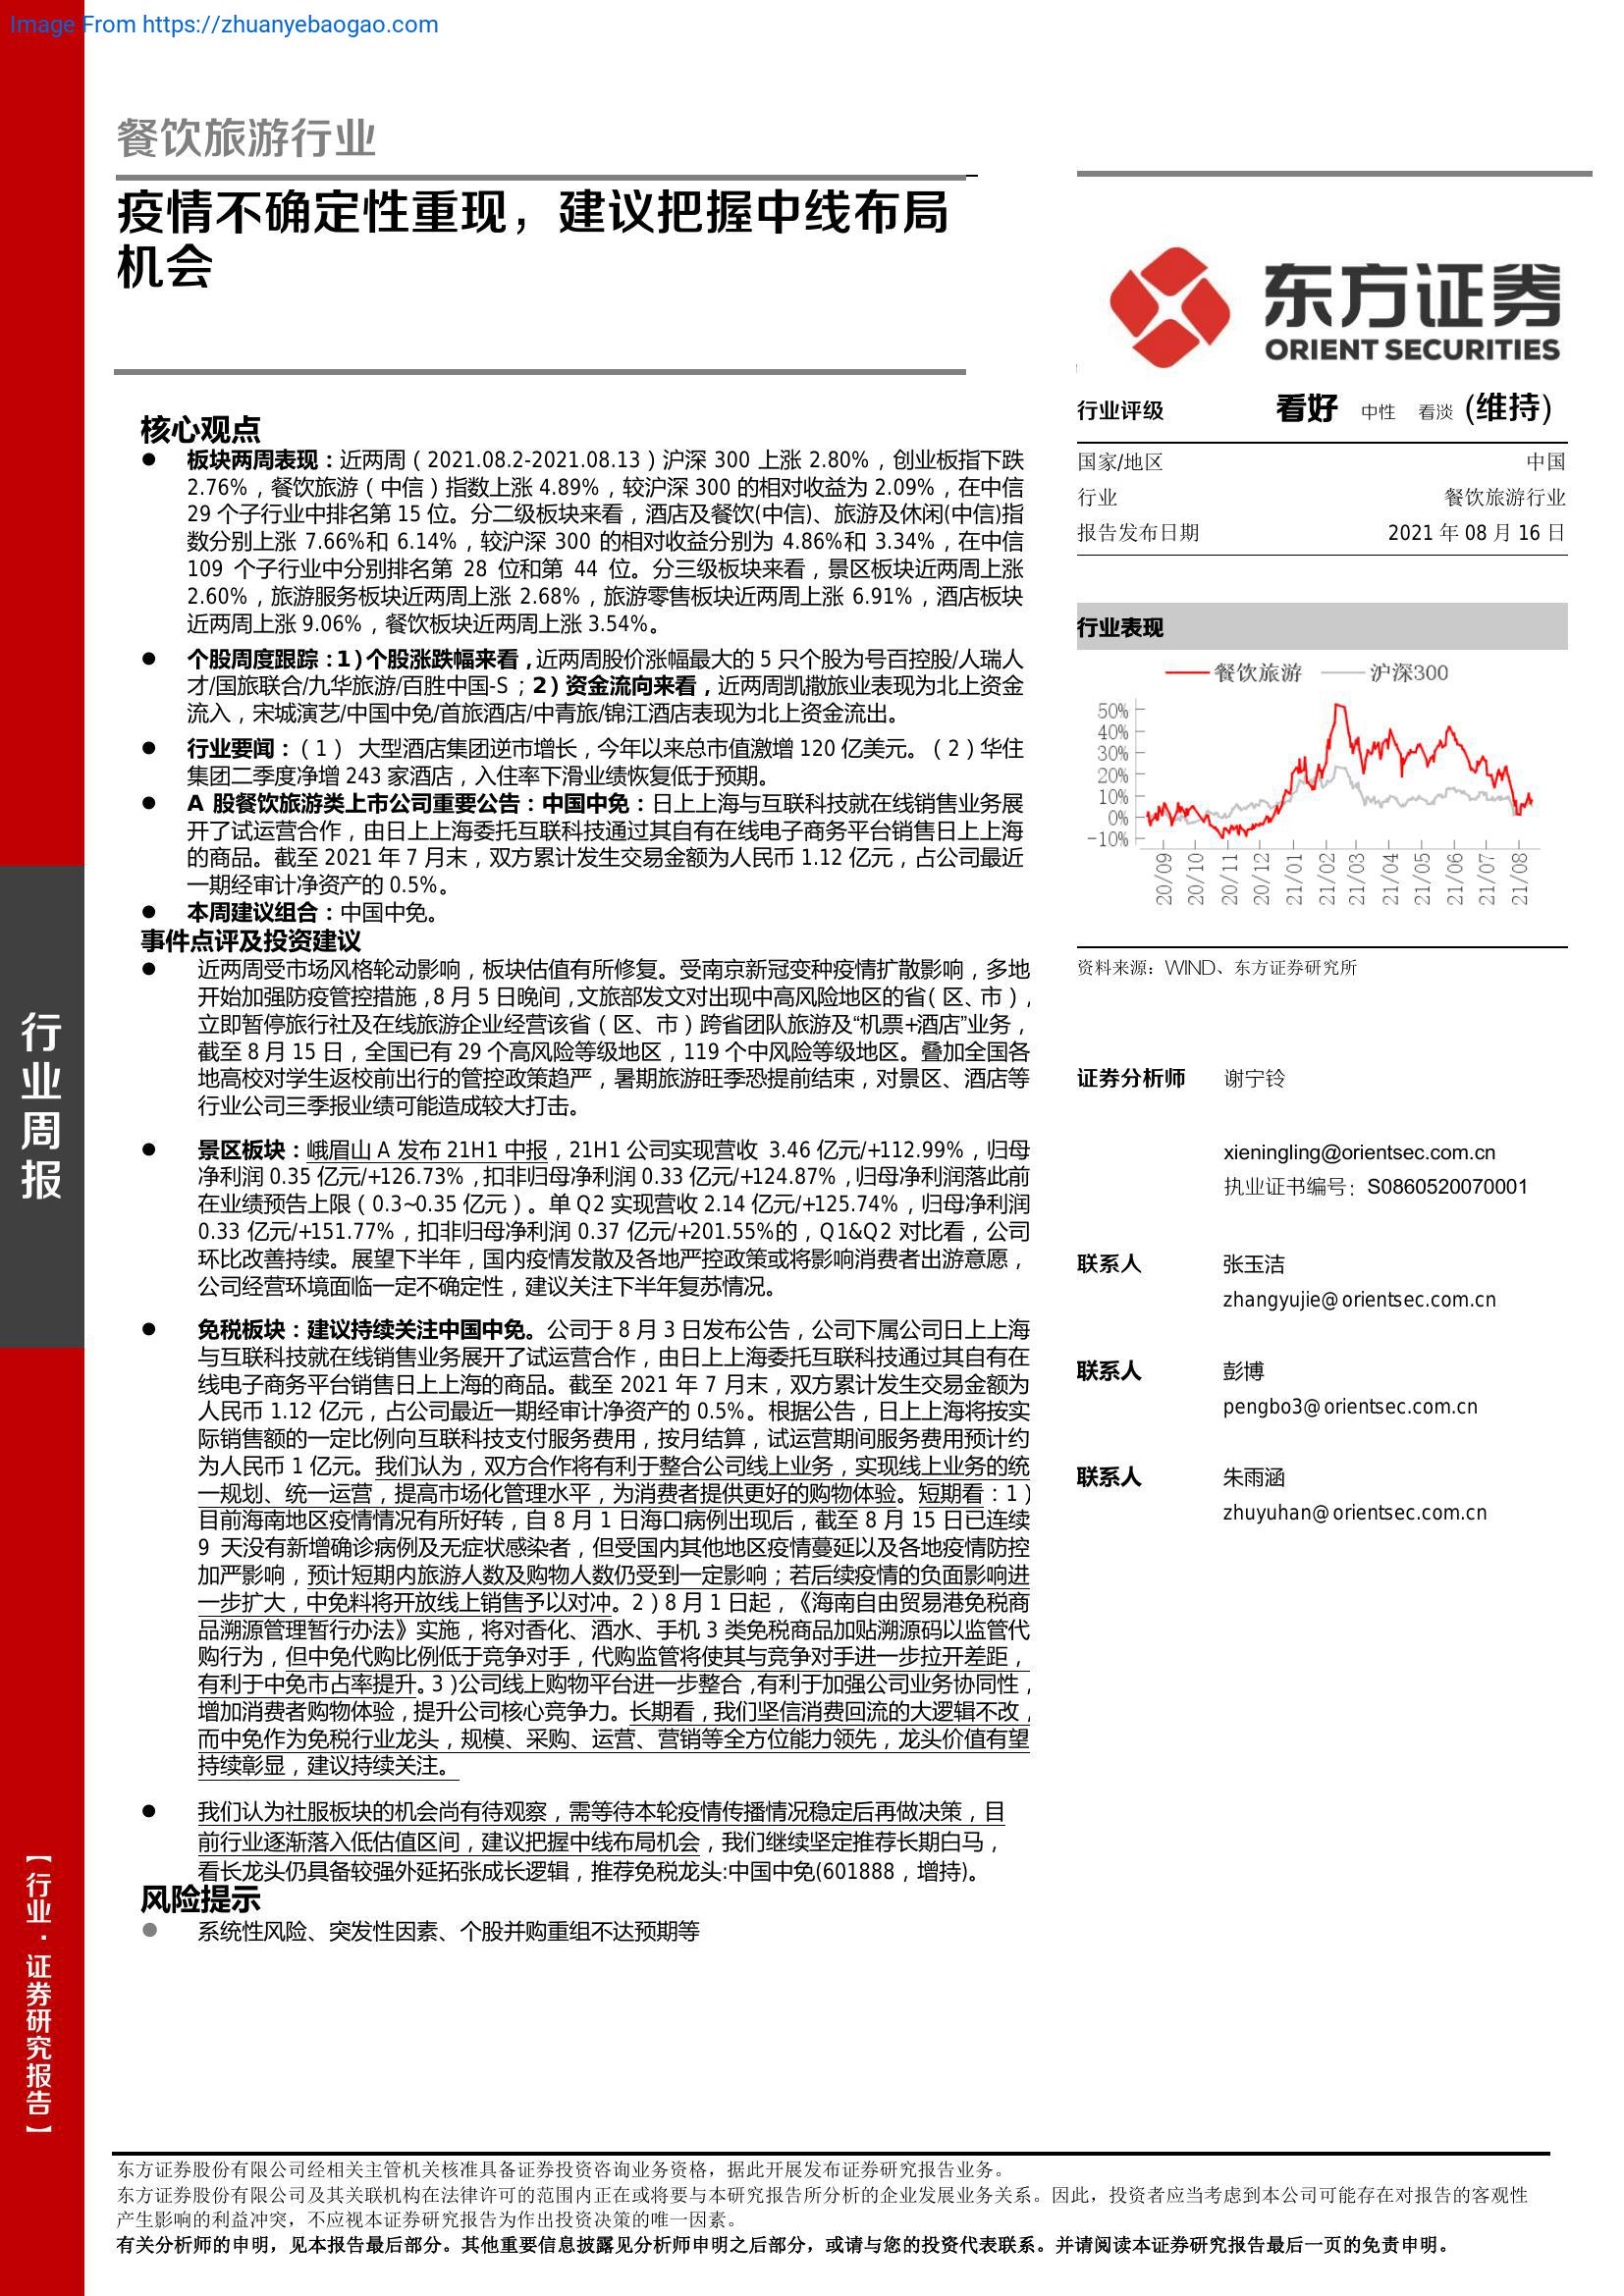 Image From https://zhuanyebaogao.com
餐饮旅游行业
疫情不确定性重现，建议把握中线布局
机会
东方证券
ORIENT SECURITIES
行业评级 看好 中性 看淡 (维持)
国家/地区 中国
行业 餐饮旅游行业
报告发布日期 2021 年 08 月 16 日
行业表现
餐饮旅游 沪深300
50%
40%
30%
20%
10%
0%
-10%
20/09 20/10 20/11 20/12 21/01 21/02 21/03 21/04 21/05 21/06 21/07 21/08
资料来源：WIND、东方证券研究所
证券分析师 谢宁铃
xieningling@orientsec.com.cn
执业证书编号：S0860520070001
联系人 张玉洁
zhangyujie@orientsec.com.cn
联系人 彭博
pengbo3@orientsec.com.cn
联系人 朱雨涵
zhuyuhan@orientsec.com.cn
核心观点
● 板块两周表现：近两周（2021.08.2-2021.08.13）沪深 300 上涨 2.80%，创业板指下跌
2.76%，餐饮旅游（中信）指数上涨 4.89%，较沪深 300 的相对收益为 2.09%，在中信
29 个子行业中排名第 15 位。分二级板块来看，酒店及餐饮(中信)、旅游及休闲(中信)指
数分别上涨 7.66%和 6.14%，较沪深 300 的相对收益分别为 4.86%和 3.34%，在中信
109 个子行业中分别排名第 28 位和第 44 位。分三级板块来看，景区板块近两周上涨
2.60%，旅游服务板块近两周上涨 2.68%，旅游零售板块近两周上涨 6.91%，酒店板块
近两周上涨 9.06%，餐饮板块近两周上涨 3.54%。
● 个股周度跟踪：1)个股涨跌幅来看，近两周股价涨幅最大的 5 只个股为号百控股/人瑞人
才/国旅联合/九华旅游/百胜中国-S；2）资金流向来看，近两周凯撒旅业表现为北上资金
流入，宋城演艺/中国中免/首旅酒店/中青旅/锦江酒店表现为北上资金流出。
● 行业要闻：（1） 大型酒店集团逆市增长，今年以来总市值激增 120 亿美元。（2）华住
集团二季度净增 243 家酒店，入住率下滑业绩恢复低于预期。
● A 股餐饮旅游类上市公司重要公告：中国中免：日上上海与互联科技就在线销售业务展
开了试运营合作，由日上上海委托互联科技通过其自有在线电子商务平台销售日上上海
的商品。截至 2021 年 7 月末，双方累计发生交易金额为人民币 1.12 亿元，占公司最近
一期经审计净资产的 0.5%。
● 本周建议组合：中国中免。
事件点评及投资建议
● 近两周受市场风格轮动影响，板块估值有所修复。受南京新冠变种疫情扩散影响，多地
开始加强防疫管控措施，8 月 5 日晚间，文旅部发文对出现中高风险地区的省（区、市），
立即暂停旅行社及在线旅游企业经营该省（区、市）跨省团队旅游及“机票+酒店”业务，
截至 8 月 15 日，全国已有 29 个高风险等级地区，119 个中风险等级地区。叠加全国各
地高校对学生返校前出行的管控政策趋严，暑期旅游旺季恐提前结束，对景区、酒店等
行业公司三季报业绩可能造成较大打击。
● 景区板块：峨眉山 A 发布 21H1 中报，21H1 公司实现营收 3.46 亿元/+112.99%，归母
净利润 0.35 亿元/+126.73%，扣非归母净利润 0.33 亿元/+124.87%，归母净利润落此前
在业绩预告上限（0.3~0.35 亿元）。单 Q2 实现营收 2.14 亿元/+125.74%，归母净利润
0.33 亿元/+151.77%，扣非归母净利润 0.37 亿元/+201.55%的，Q1&Q2 对比看，公司
环比改善持续。展望下半年，国内疫情发散及各地严控政策或将影响消费者出游意愿，
公司经营环境面临一定不确定性，建议关注下半年复苏情况。
● 免税板块：建议持续关注中国中免。公司于 8 月 3 日发布公告，公司下属公司日上上海
与互联科技就在线销售业务展开了试运营合作，由日上上海委托互联科技通过其自有在
线电子商务平台销售日上上海的商品。截至 2021 年 7 月末，双方累计发生交易金额为
人民币 1.12 亿元，占公司最近一期经审计净资产的 0.5%。根据公告，日上上海将按实
际销售额的一定比例向互联科技支付服务费用，按月结算，试运营期间服务费用预计约
为人民币 1 亿元。我们认为，双方合作将有利于整合公司线上业务，实现线上业务的统
一规划、统一运营，提高市场化管理水平，为消费者提供更好的购物体验。短期看：1）
目前海南地区疫情情况有所好转，自 8 月 1 日海口病例出现后，截至 8 月 15 日已连续
9 天没有新增确诊病例及无症状感染者，但受国内其他地区疫情蔓延以及各地疫情防控
加严影响，预计短期内旅游人数及购物人数仍受到一定影响；若后续疫情的负面影响进
一步扩大，中免料将开放线上销售予以对冲。2）8 月 1 日起，《海南自由贸易港免税商
品溯源管理暂行办法》实施，将对香化、酒水、手机 3 类免税商品加贴溯源码以监管代
购行为，但中免代购比例低于竞争对手，代购监管将使其与竞争对手进一步拉开差距，
有利于中免市占率提升。3）公司线上购物平台进一步整合，有利于加强公司业务协同性，
增加消费者购物体验，提升公司核心竞争力。长期看，我们坚信消费回流的大逻辑不改，
而中免作为免税行业龙头，规模、采购、运营、营销等全方位能力领先，龙头价值有望
持续彰显，建议持续关注。
● 我们认为社服板块的机会尚有待观察，需等待本轮疫情传播情况稳定后再做决策，目
前行业逐渐落入低估值区间，建议把握中线布局机会，我们继续坚定推荐长期白马，
看长龙头仍具备较强外延拓张成长逻辑，推荐免税龙头:中国中免(601888，增持)。
风险提示
● 系统性风险、突发性因素、个股并购重组不达预期等
行业周报
【行业·证券研究报告】
东方证券股份有限公司经相关主管机关核准具备证券投资咨询业务资格，据此开展发布证券研究报告业务。
东方证券股份有限公司及其关联机构在法律许可的范围内正在或将要与本研究报告所分析的企业发展业务关系。因此，投资者应当考虑到本公司可能存在对报告的客观性
产生影响的利益冲突，不应视本证券研究报告为作出投资决策的唯一因素。
有关分析师的申明，见本报告最后部分。其他重要信息披露见分析师申明之后部分，或请与您的投资代表联系。并请阅读本证券研究报告最后一页的免责申明。